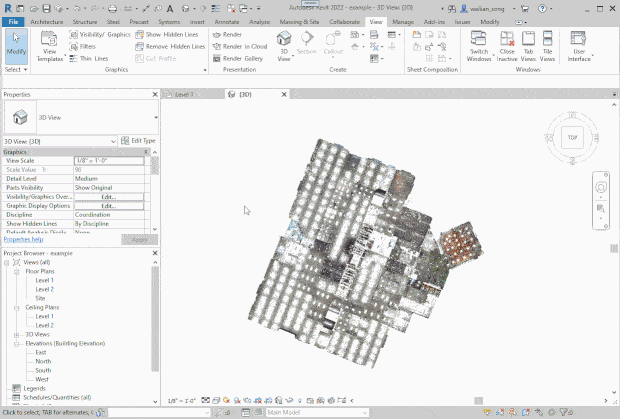 Autodesk Revit 2022 - example - 3D View: {3D}
weilian_song
File Architecture Structure Steel Precast Systems Insert Annotate Analyze Massing & Site Collaborate View Manage Add-Ins Issues Modify
Modify
View Templates
Visibility/ Graphics
Filters
Thin Lines
Show Hidden Lines
Remove Hidden Lines
Cut Profile
Render
Render in Cloud
Render Gallery
3D View
Section
Callout
Switch Windows
Close Inactive
Tab Views
Tile Views
User Interface
Select Graphics Presentation Create Sheet Composition Windows
Properties
Level 1
{3D}
3D View
3D View: {3D}
Edit Type
Graphics
View Scale 1/8" = 1'-0"
Scale Value 1: 96
Detail Level Medium
Parts Visibility Show Original
Visibility/Graphics Over... Edit...
Graphic Display Options Edit...
Discipline Coordination
Show Hidden Lines By Discipline
Default Analysis Display... None
Properties help
Apply
Project Browser - example
Views (all)
Floor Plans
Level 1
Level 2
Site
Ceiling Plans
Level 1
Level 2
3D Views
Elevations (Building Elevation)
East
North
South
West
Legends
Schedules/Quantities (all)
TOP
1/8" = 1'-0"
Click to select, TAB for alternates, C
:0
Main Model